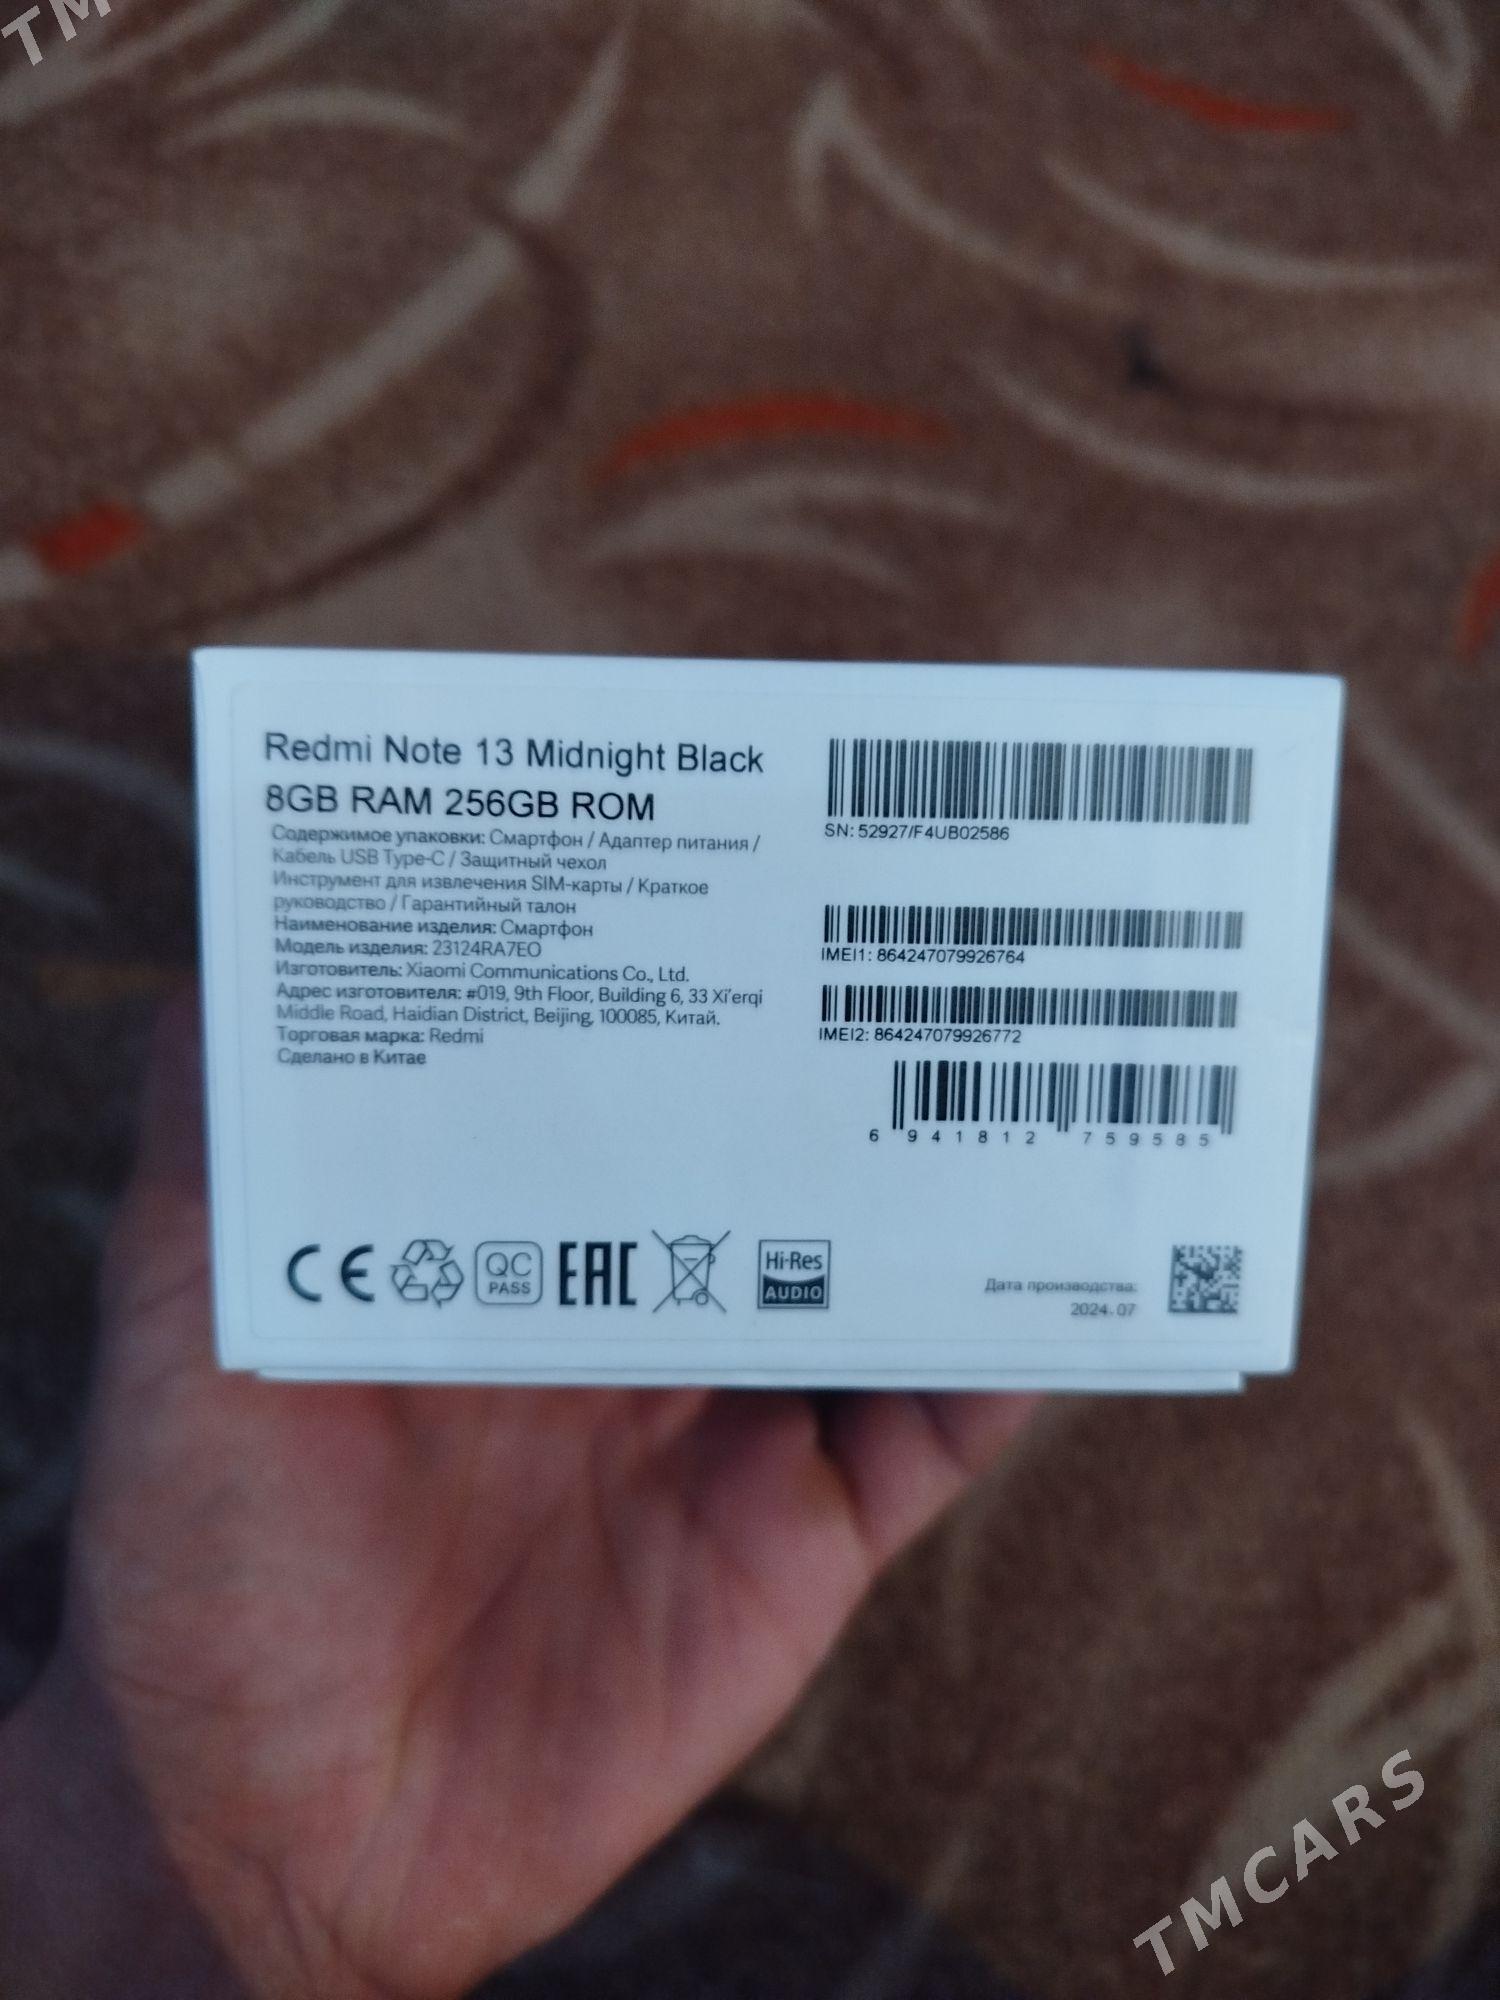 TM
Redmi Note 13 Midnight Black
8GB RAM 256GB ROM
Содержимое упаковки: Смартфон / Адаптер питания /
Кабель USB Type-C / Защитный чехол
Инструмент для извлечения SIM-карты / Краткое
руководство / Гарантийный талон
Наименование изделия: Смартфон
Модель изделия: 23124RA7EO
Изготовитель: Xiaomi Communications Co., Ltd.
Адрес изготовителя: #019, 9th Floor, Building 6, 33 Xi'erqi
Middle Road, Haidian District, Beijing, 100085, Китай.
Торговая марка: Redmi
Сделано в Китае
SN: 52927/F4UB02586
IMEI1: 864247079926764
IMEI2: 864247079926772
6 941812 759585
CE
QC
PASS
EAC
Hi-Res
AUDIO
Дата производства:
2024.07
TMCARS